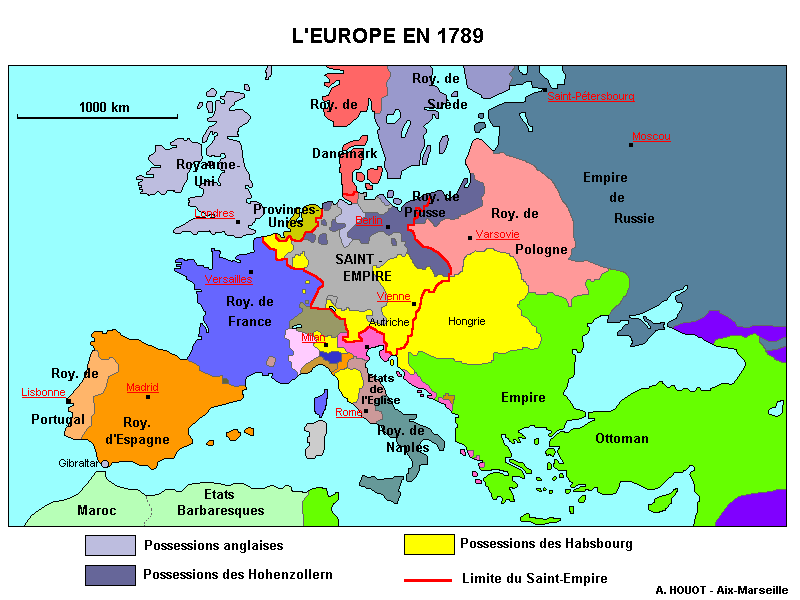 L'EUROPE EN 1789
1000 km
Roy. de
Suède
Roy. de
Danemark
Saint-Pétersbourg
Moscou
Royaume-
Uni
Londres
Empire
de
Russie
Provinces-
Unies
Berlin
Roy. de
Prusse
Roy. de
Pologne
Varsovie
SAINT -
EMPIRE
Versailles
Roy. de
France
Vienne
Autriche
Hongrie
Milan
Roy. de
Portugal
Lisbonne
Madrid
Roy.
d'Espagne
Etats
de
l'Eglise
Rome
Roy. de
Naples
Empire
Ottoman
Gibraltar
Maroc
Etats
Barbaresques
Possessions anglaises
Possessions des Habsbourg
Possessions des Hohenzollern
Limite du Saint-Empire
A. HOUOT - Aix-Marseille